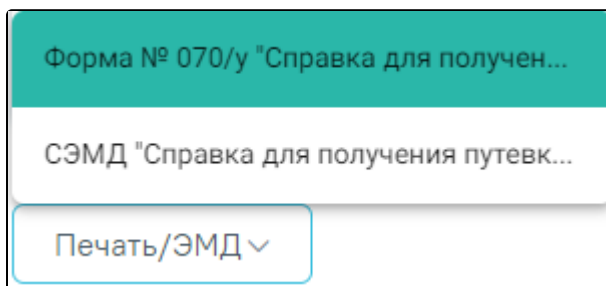 Форма № 070/у "Справка для получен...
СЭМД "Справка для получения путевк...
Печать/ЭМД